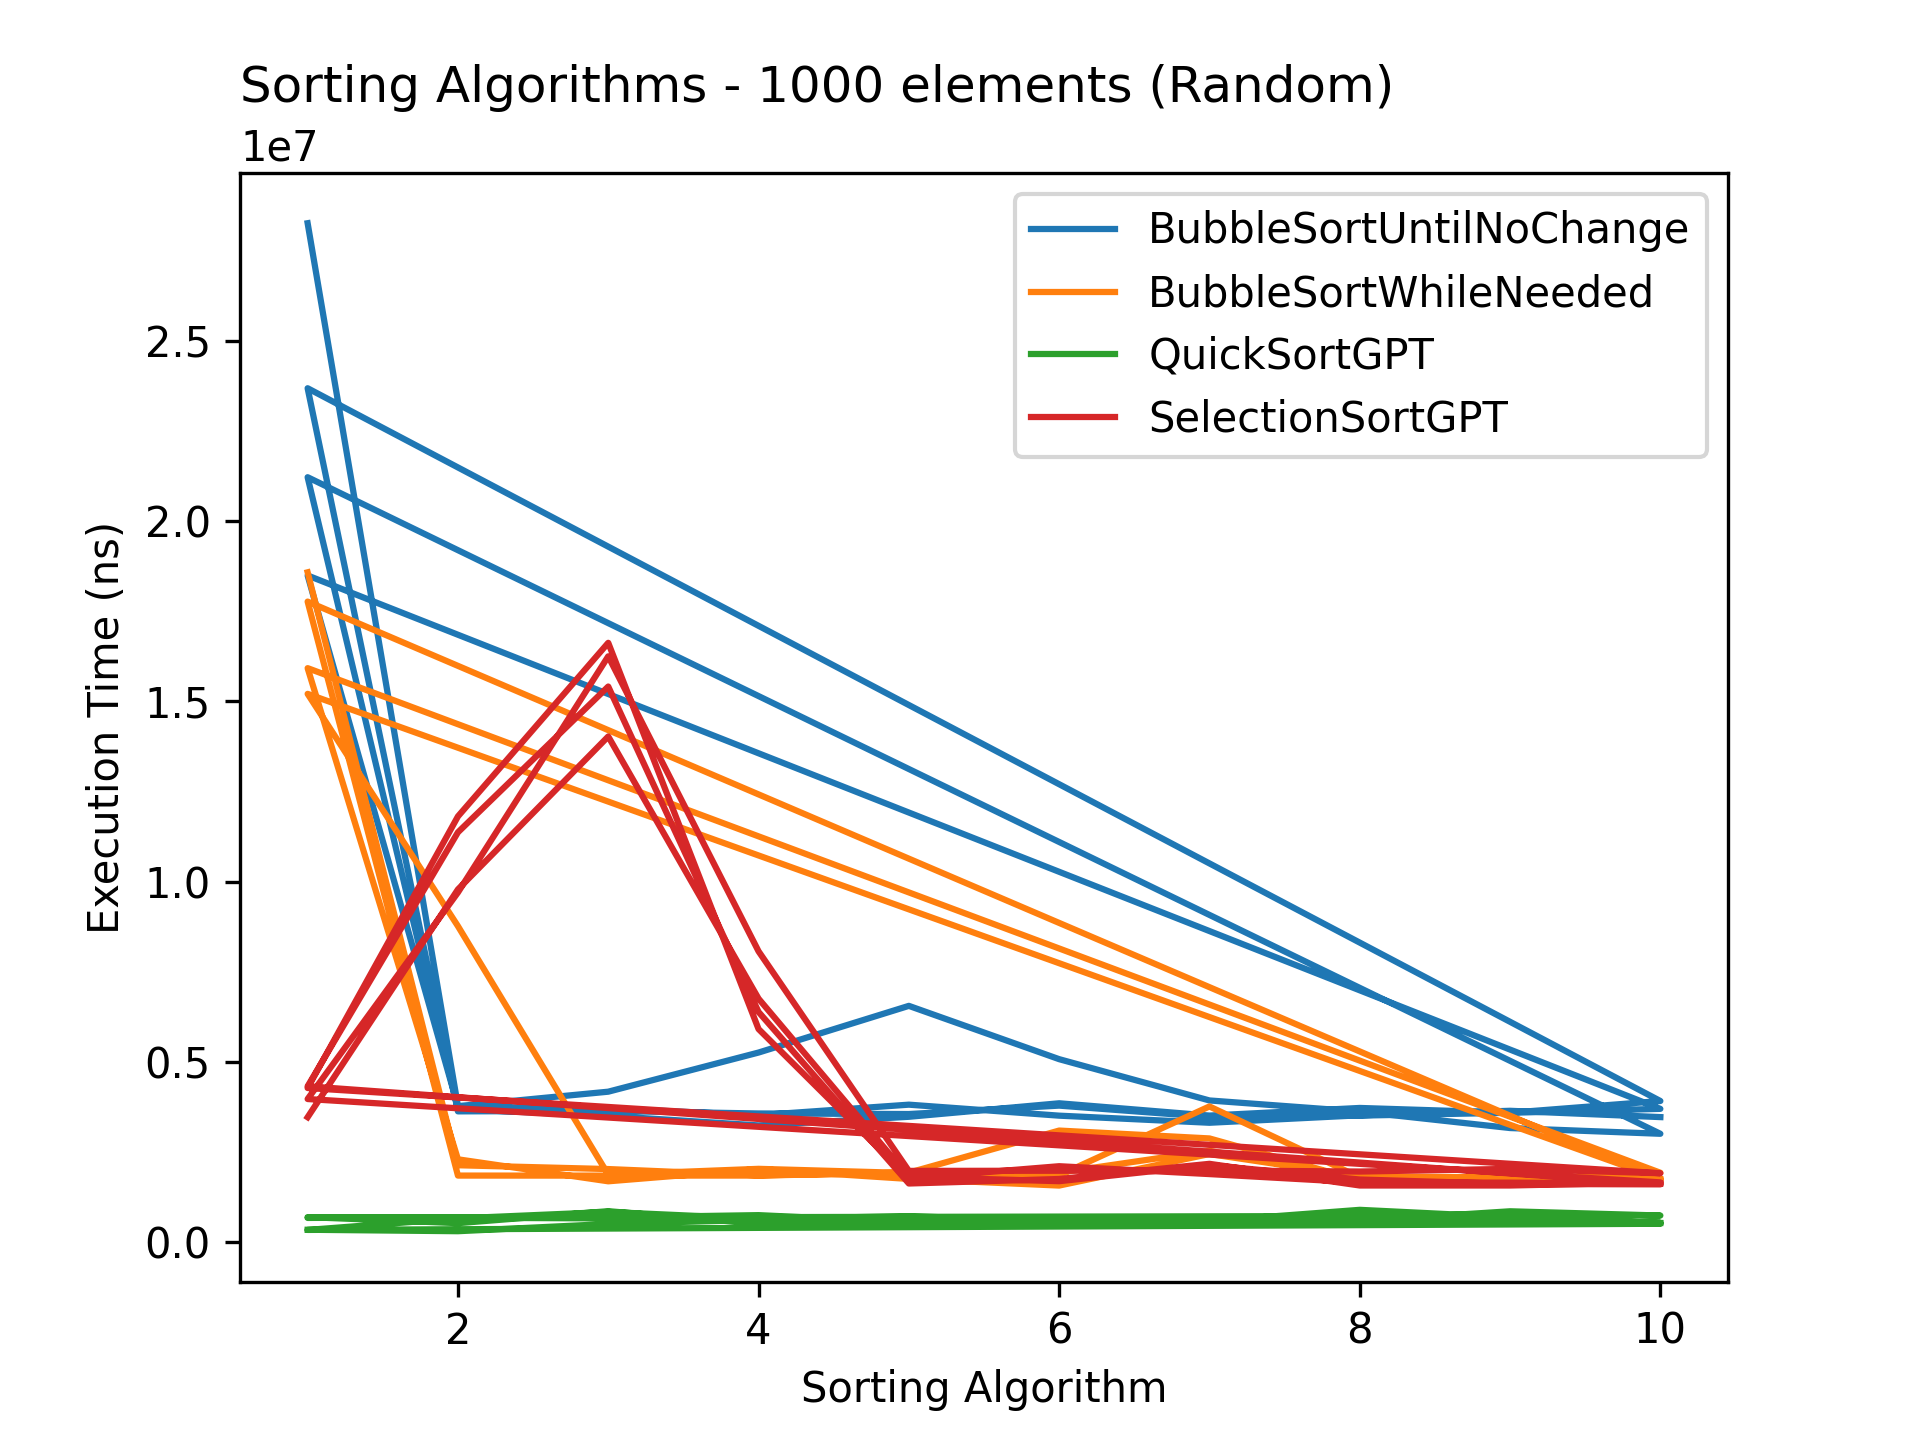 Sorting Algorithms - 1000 elements (Random)
1e7
BubbleSortUntilNoChange
BubbleSortWhileNeeded
QuickSortGPT
SelectionSortGPT
2.5
2.0
1.5
1.0
0.5
0.0
Execution Time (ns)
2 4 6 8 10
Sorting Algorithm